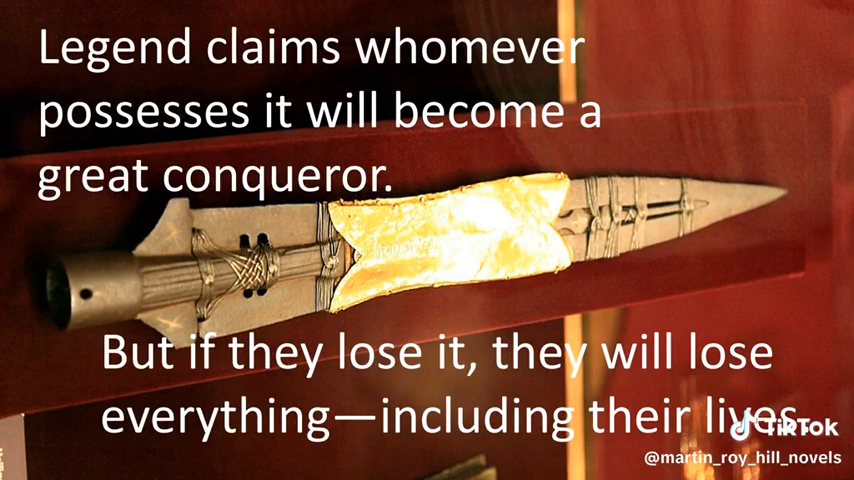 Legend claims whomever
possesses it will become a
great conqueror.
But if they lose it, they will lose
everything—including their lives.
TikTok
@martin_roy_hill_novels